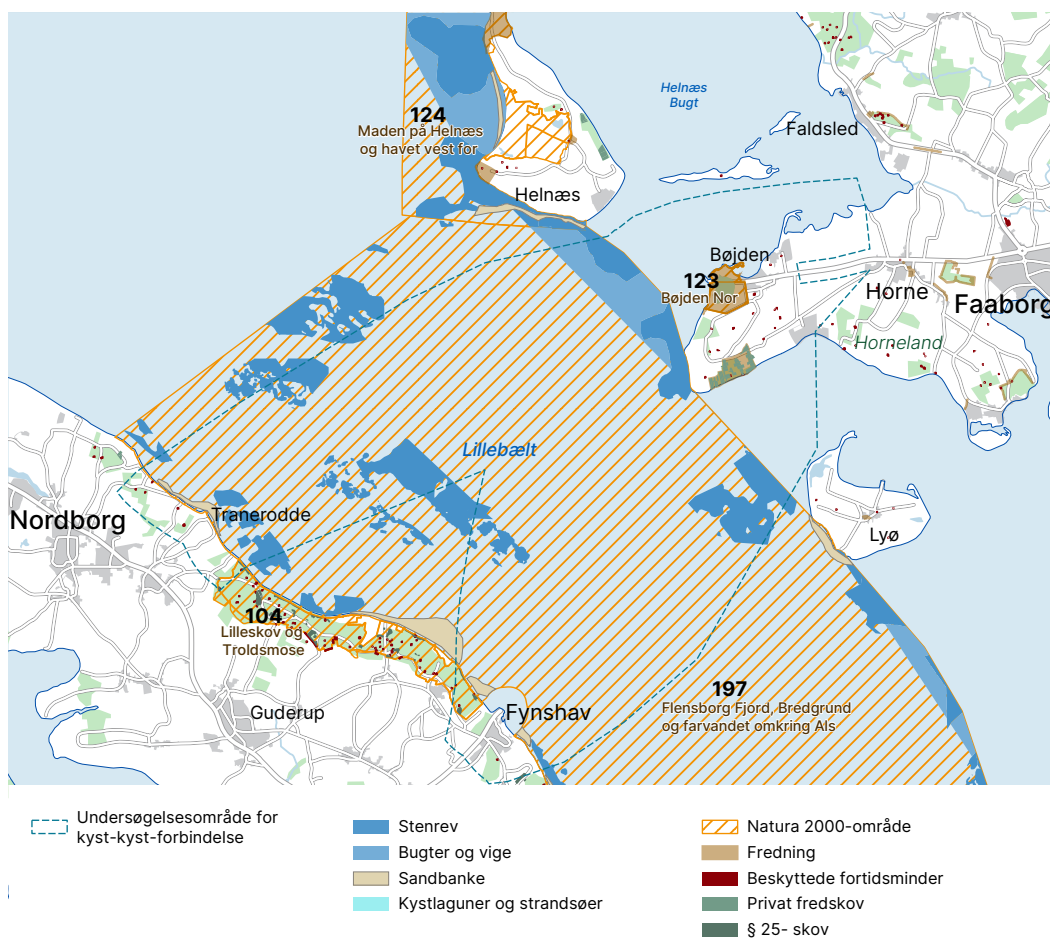 124
Maden på Helnæs
og havet vest for
Helnæs
Bugt
Faldsled
Helnæs
Bøjden
123
Bøjden Nor
Horne
Faaborg
Horneland
Lillebælt
Nordborg
Tranerodde
Lyø
104
Lilleskov og
Troldsmose
197
Flensborg Fjord, Bredgrund
og farvandet omkring Als
Guderup
Fynshav
Undersøgelsesområde for
kyst-kyst-forbindelse
Stenrev
Bugter og vige
Sandbanke
Kystlaguner og strandsøer
Natura 2000-område
Fredning
Beskyttede fortidsminder
Privat fredskov
§ 25- skov